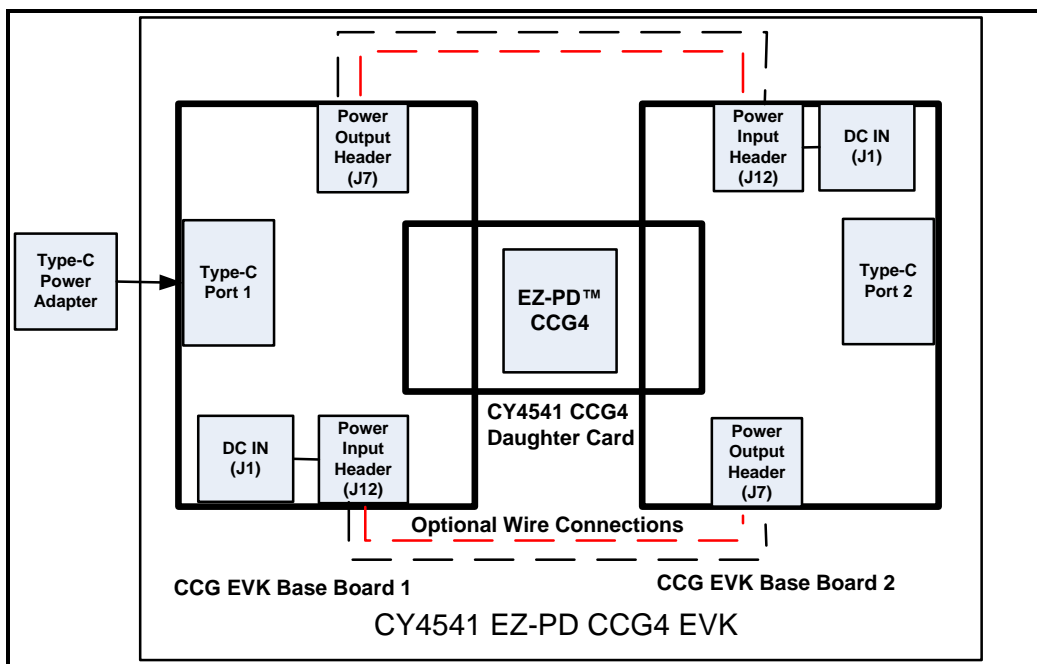 Power
Output
Header
(J7)
Power
Input
Header
(J12)
DC IN
(J1)
Type-C
Power
Adapter
Type-C
Port 1
EZ-PD™
CCG4
Type-C
Port 2
CY4541 CCG4
Daughter Card
DC IN
(J1)
Power
Input
Header
(J12)
Power
Output
Header
(J7)
Optional Wire Connections
CCG EVK Base Board 1
CCG EVK Base Board 2
CY4541 EZ-PD CCG4 EVK